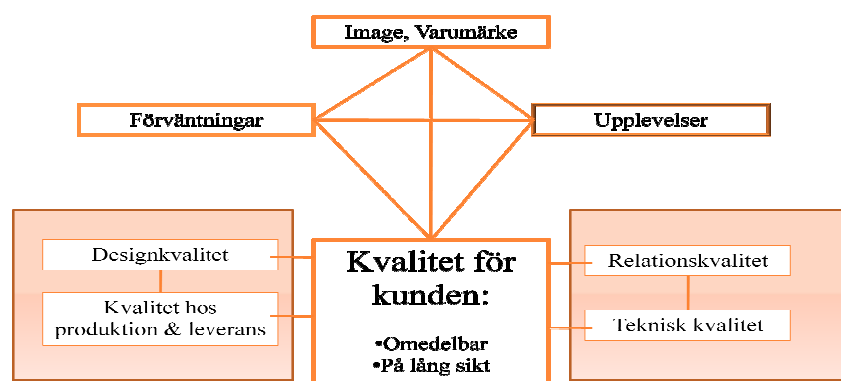 Image, Varumärke
Förväntningar
Upplevelser
Designkvalitet
Kvalitet hos
produktion & leverans
Kvalitet för
kunden:
•Omedelbar
•På lång sikt
Relationskvalitet
Teknisk kvalitet